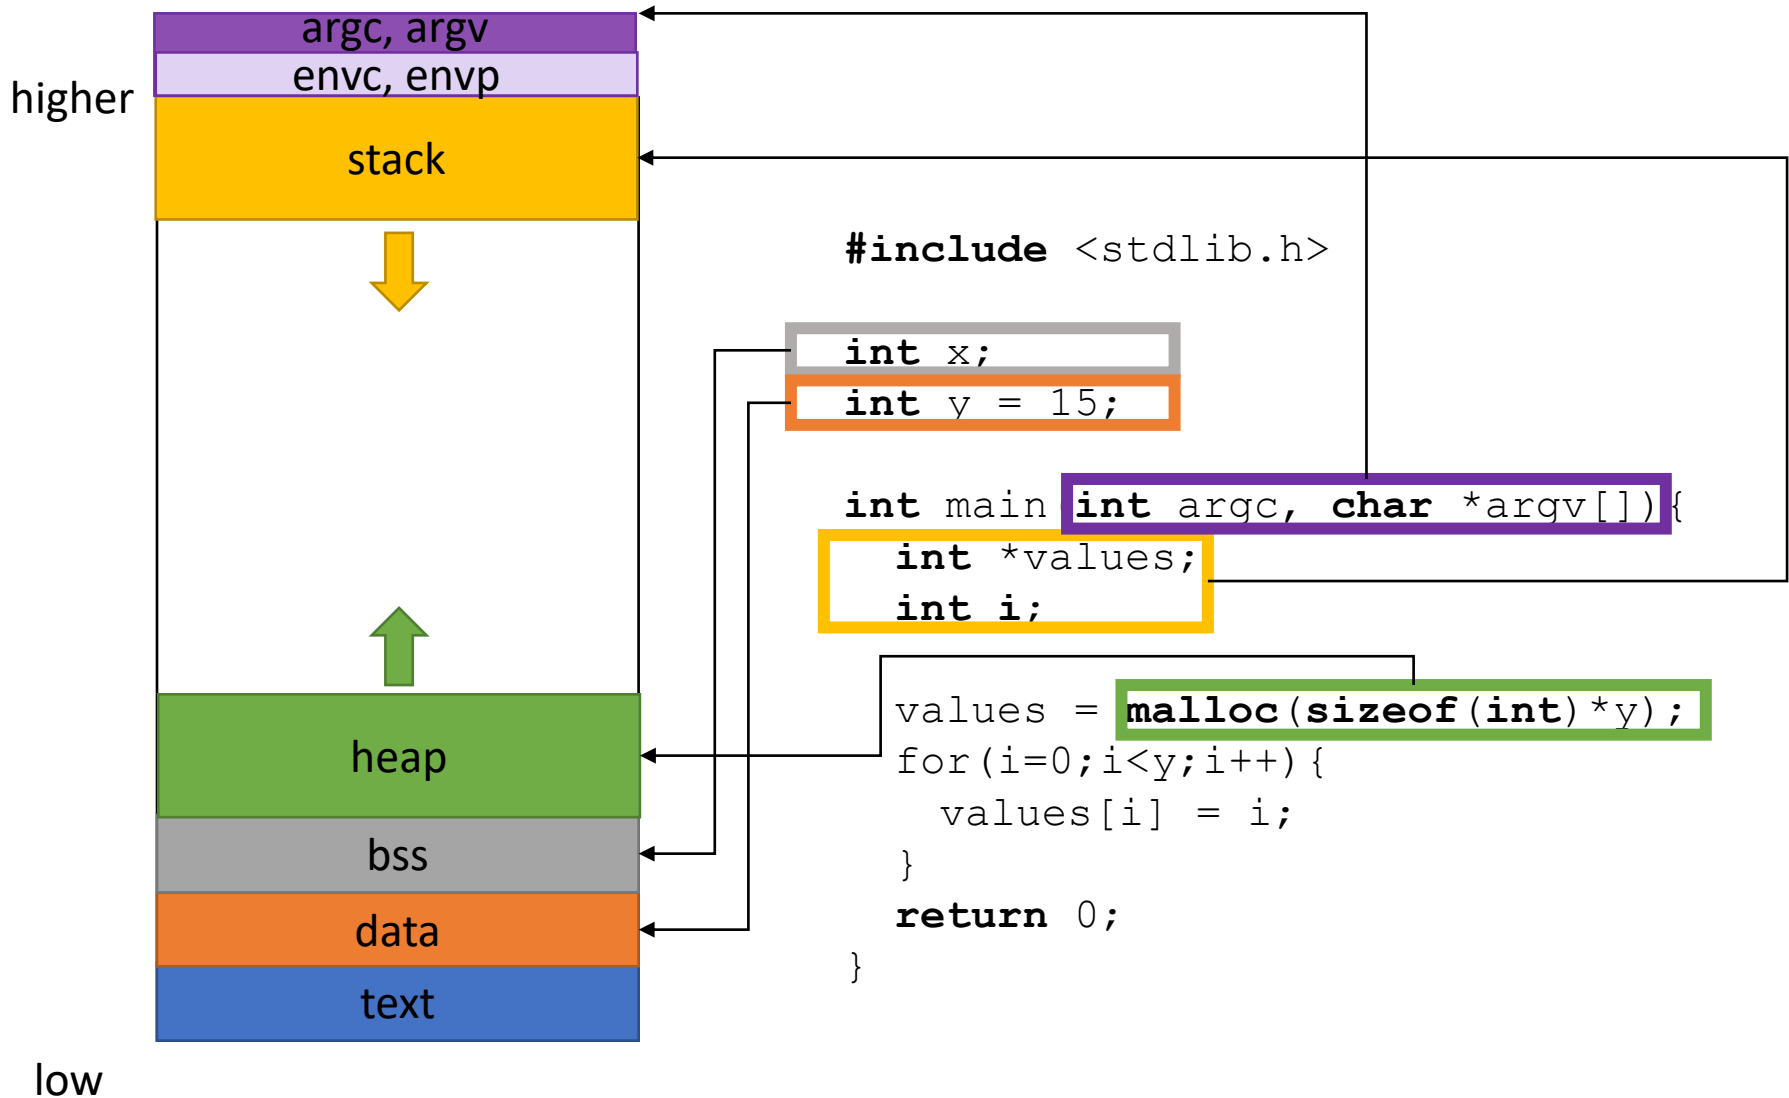 argc, argv
envc, envp
higher
stack
heap
bss
data
text
low
#include <stdlib.h>
int x;
int y = 15;
int main(int argc, char *argv[]){
int *values;
int i;
values = malloc(sizeof(int)*y);
for(i=0;i<y;i++){
values[i] = i;
}
return 0;
}